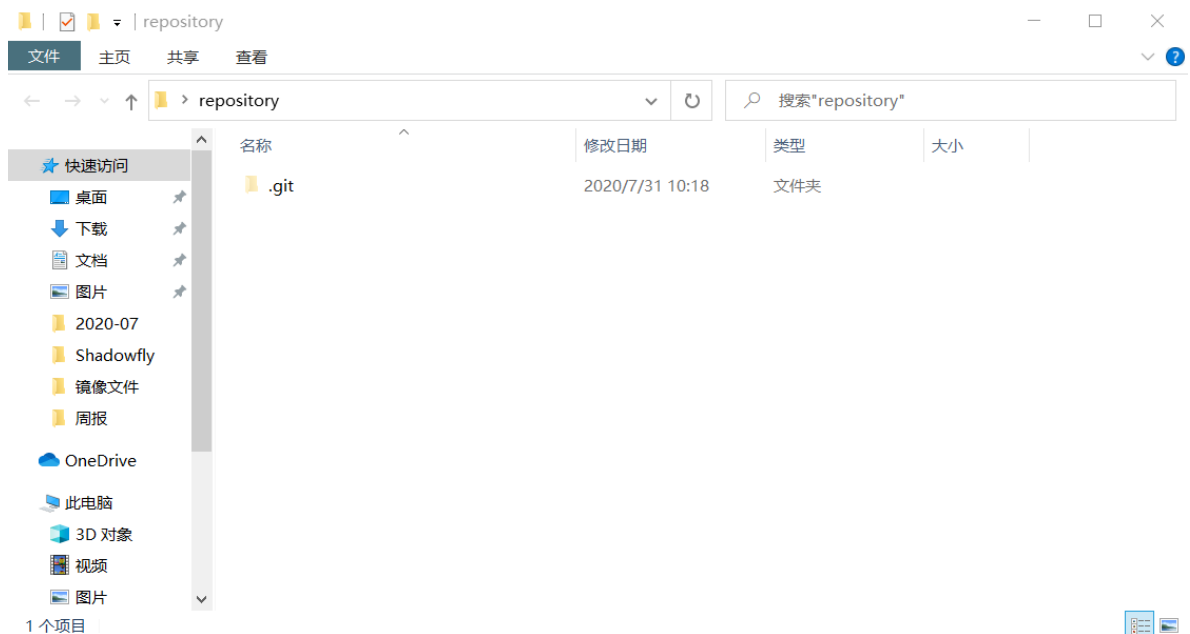 repository
文件 主页 共享 查看
repository 搜索"repository"
名称 修改日期 类型 大小
快速访问
.git 2020/7/31 10:18 文件夹
桌面
下载
文档
图片
2020-07
Shadowfly
镜像文件
周报
OneDrive
此电脑
3D 对象
视频
图片
1 个项目